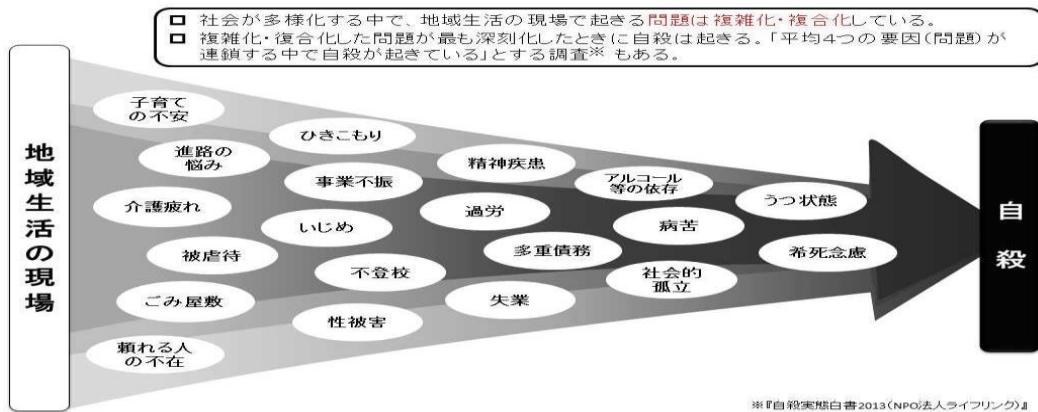 □ 社会が多様化する中で、地域生活の現場で起きる問題は複雑化・複合化している。
□ 複雑化・復合化した問題が最も深刻化したときに自殺は起きる。「平均4つの要因(問題)が
連鎖する中で自殺が起きている」とする調査※ もある。
地域生活の現場
子育て
の不安
進路の
悩み
介護疲れ
被虐待
ごみ屋敷
頼れる人
の不在
ひきこもり
事業不振
いじめ
不登校
性被害
精神疾患
過労
多重債務
失業
アルコール
等の依存
病苦
社会的
孤立
うつ状態
希死念慮
自殺
※『自殺実態白書2013(NPO法人ライフリンク)』